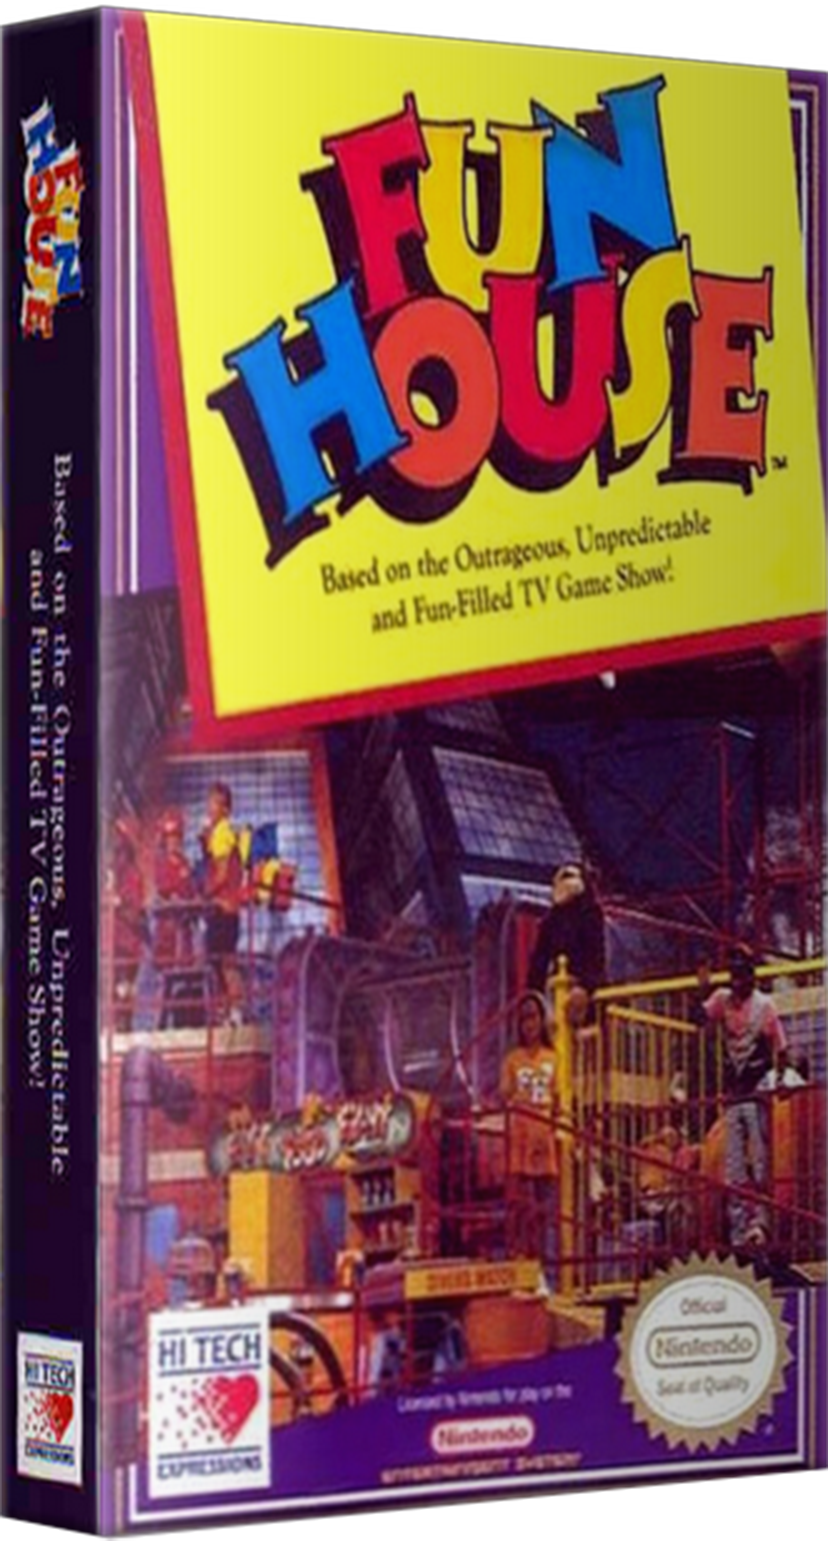 FUN
HOUSE
Based on the Outrageous, Unpredictable
and Fun-Filled TV Game Show!
FUN
HOUSE
™
Based on the Outrageous, Unpredictable
and Fun-Filled TV Game Show!
HI TECH
EXPRESSIONS
HI TECH
EXPRESSIONS
Licensed by Nintendo for play on the
Nintendo
ENTERTAINMENT SYSTEM
Official
Nintendo
Seal of Quality